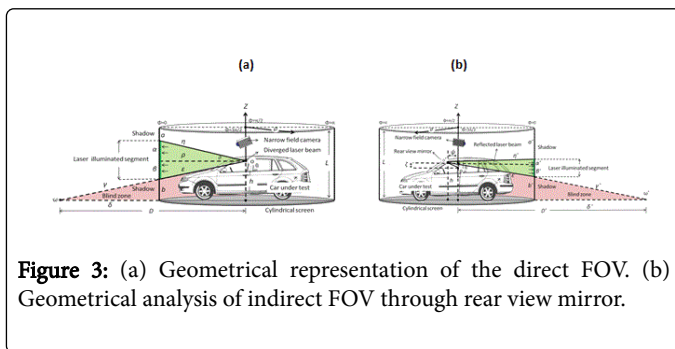 (a)
(b)
Z
Z
Shadow
Narrow field camera
Diverged laser beam
Laser illuminated segment
L
Shadow
Car under test
Blind zone
Cylindrical screen
D
Narrow field camera
Rear view mirror
Reflected laser beam
Shadow
Laser illuminated segment
L
Shadow
Car under test
Blind zone
Cylindrical screen
D'
Figure 3: (a) Geometrical representation of the direct FOV. (b)
Geometrical analysis of indirect FOV through rear view mirror.